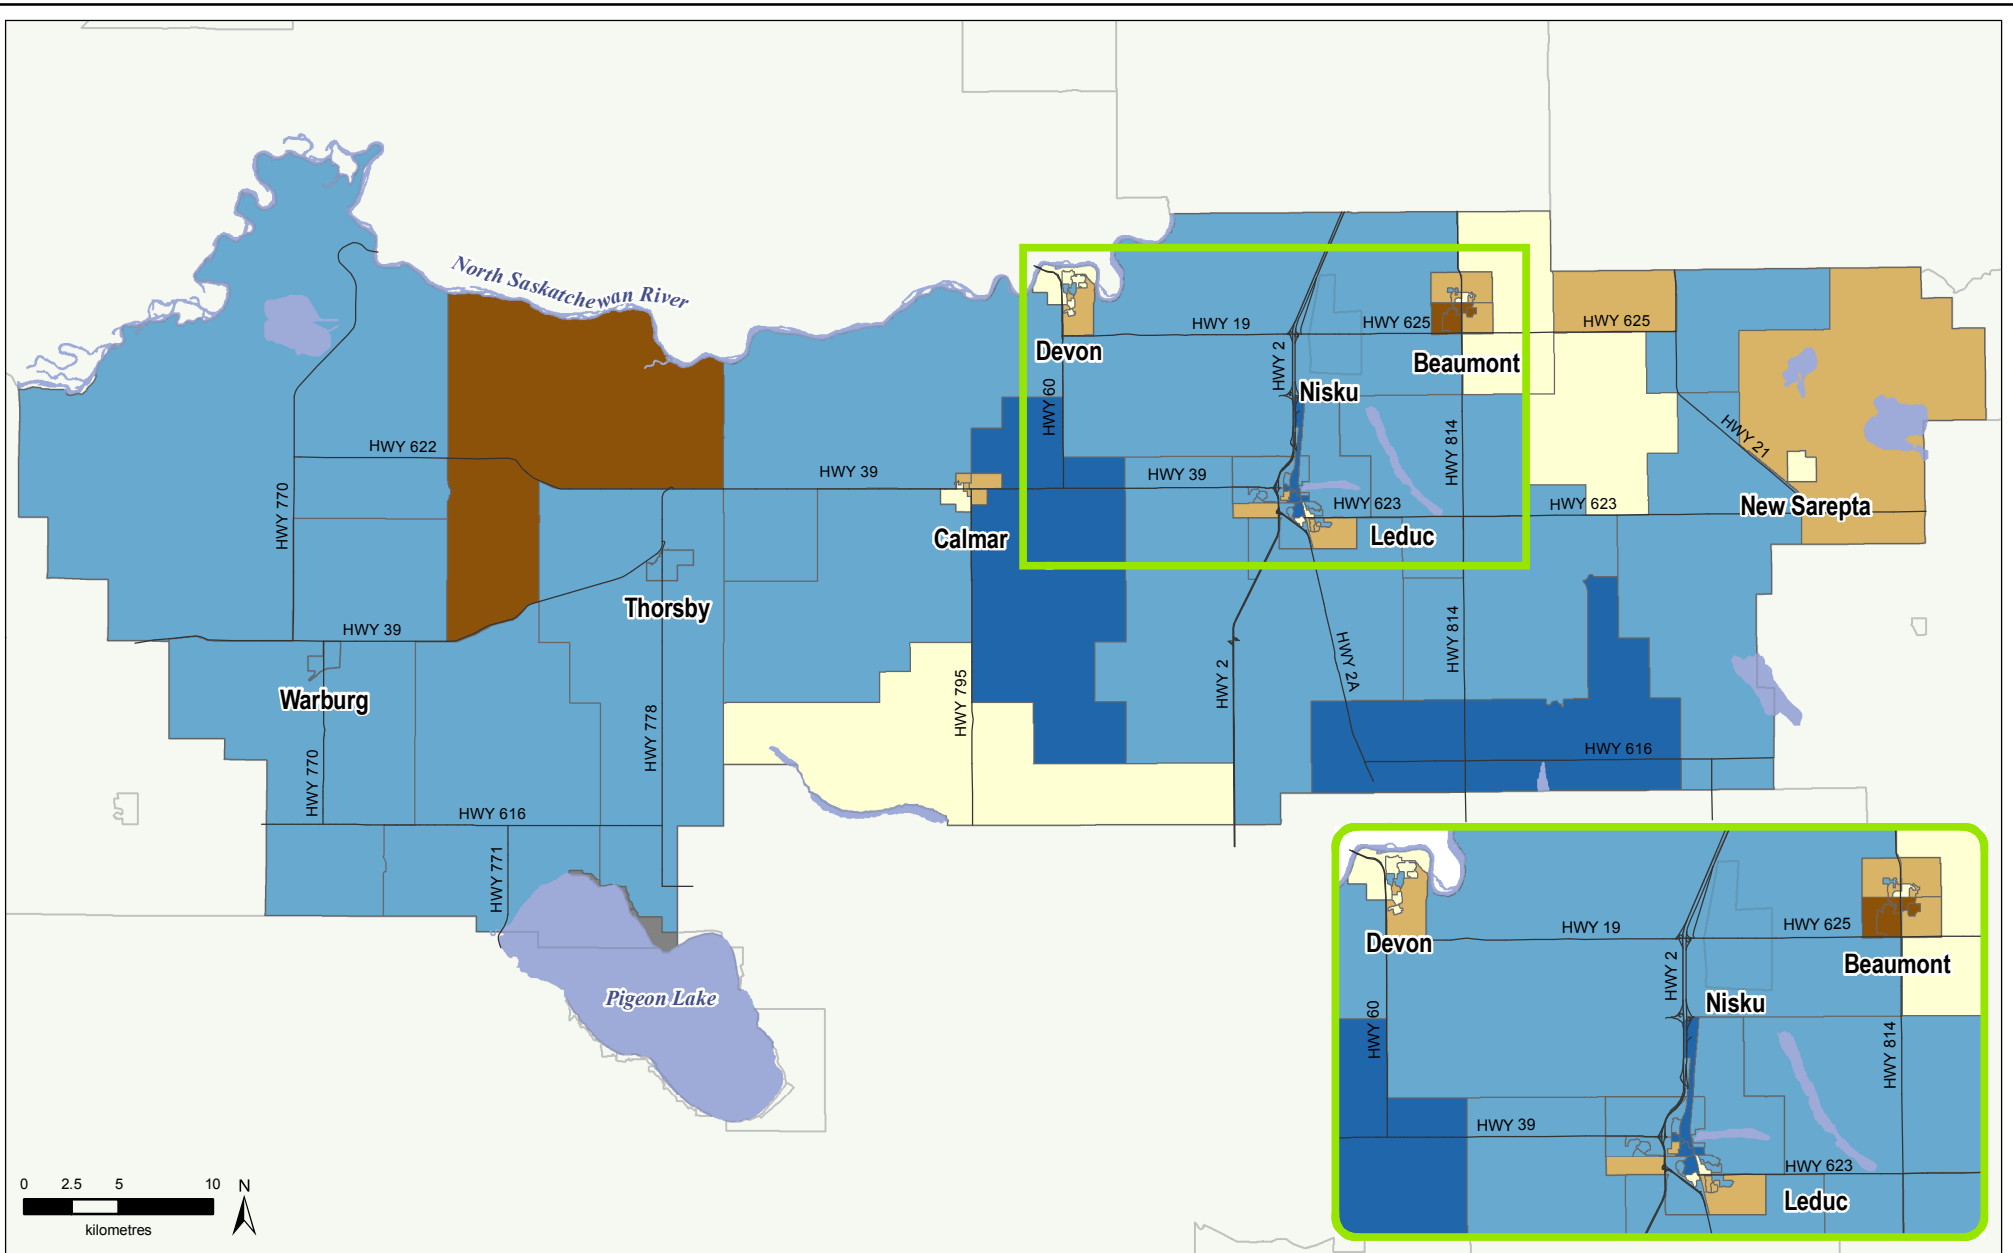 North Saskatchewan River
HWY 19
HWY 625
HWY 625
Devon
HWY 2
Beaumont
Nisku
HWY 60
HWY 622
HWY 39
HWY 39
HWY 814
HWY 21
HWY 770
HWY 623
HWY 623
New Sarepta
Calmar
Leduc
Thorsby
HWY 39
HWY 814
HWY 2A
HWY 2
Warburg
HWY 795
HWY 778
HWY 616
HWY 770
HWY 616
HWY 771
Pigeon Lake
HWY 19
HWY 625
Devon
Beaumont
HWY 2
Nisku
HWY 60
HWY 814
HWY 39
HWY 623
Leduc
0 2.5 5 10
kilometres
N